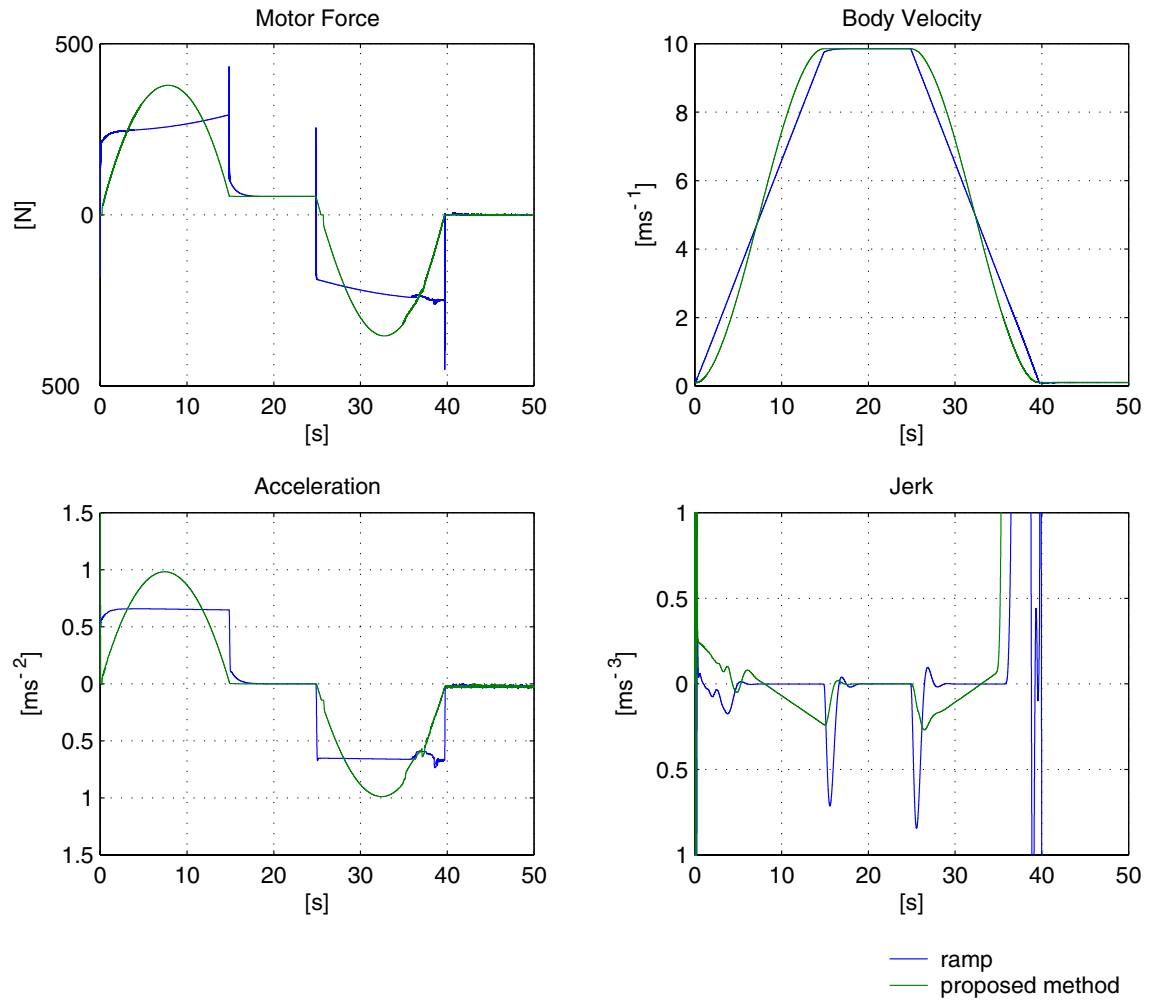 Motor Force
500
0
500
[N]
0 10 20 30 40 50
[s]
Body Velocity
10
8
6
4
2
0
[ms-1]
0 10 20 30 40 50
[s]
Acceleration
1.5
1
0.5
0
0.5
1
1.5
[ms-2]
0 10 20 30 40 50
[s]
Jerk
1
0.5
0
0.5
1
[ms-3]
0 10 20 30 40 50
[s]
ramp
proposed method